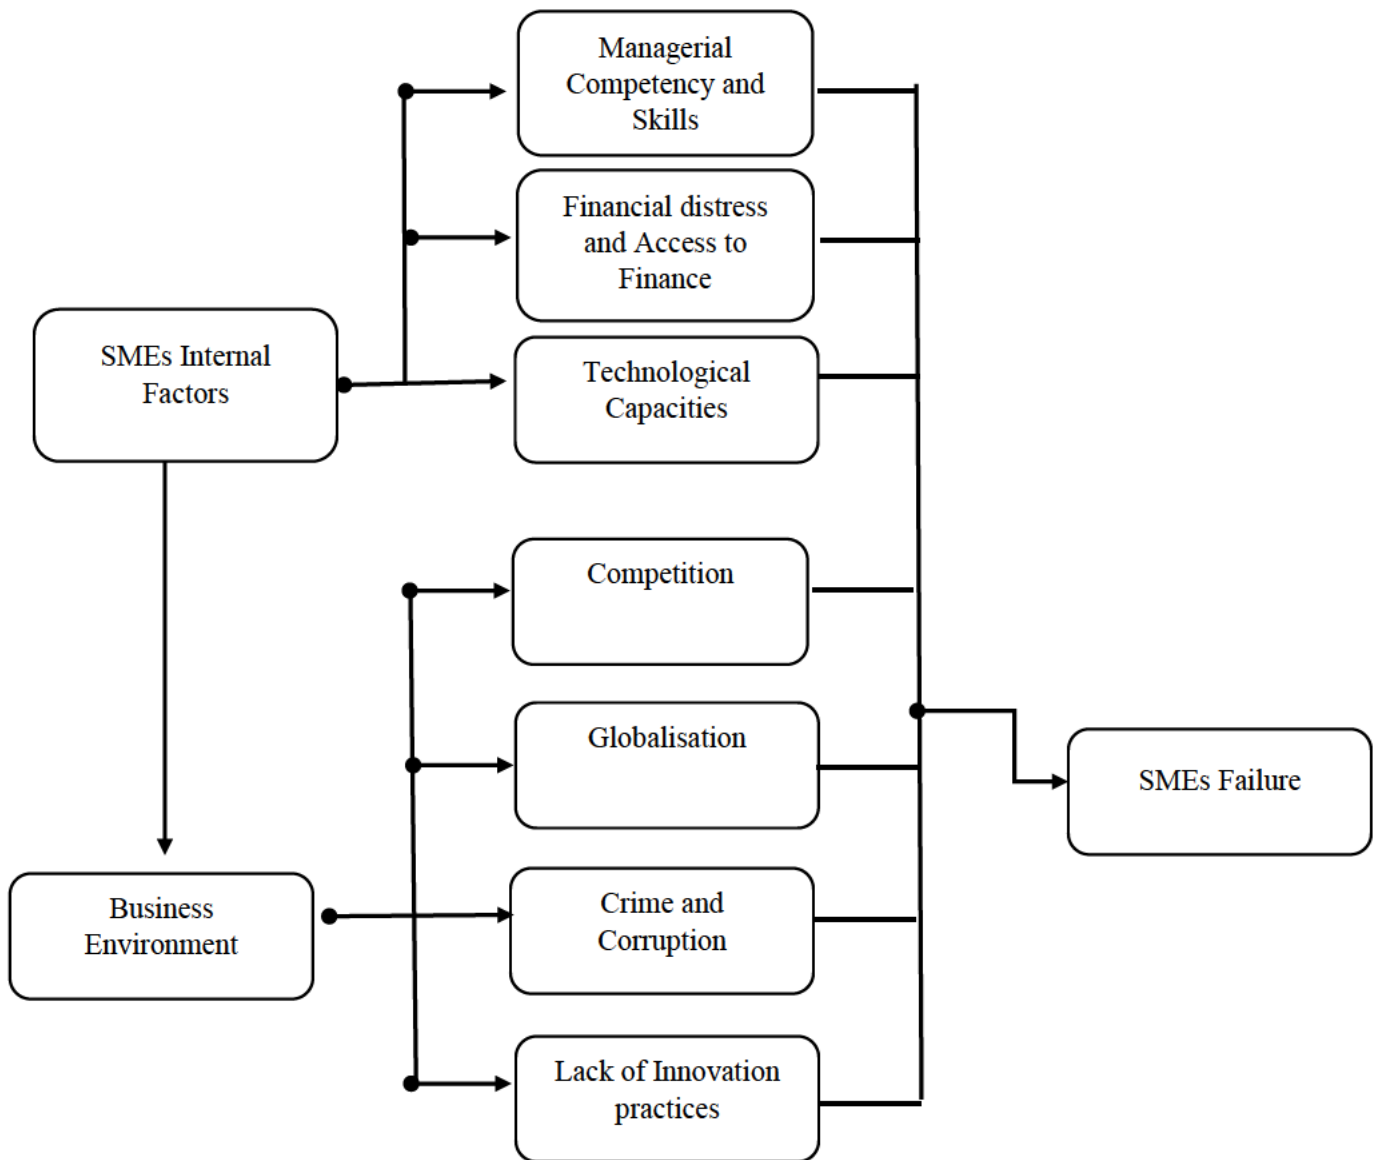 Managerial
Competency and
Skills
Financial distress
and Access to
Finance
SMEs Internal
Factors
Technological
Capacities
Competition
Globalisation
SMEs Failure
Business
Environment
Crime and
Corruption
Lack of Innovation
practices